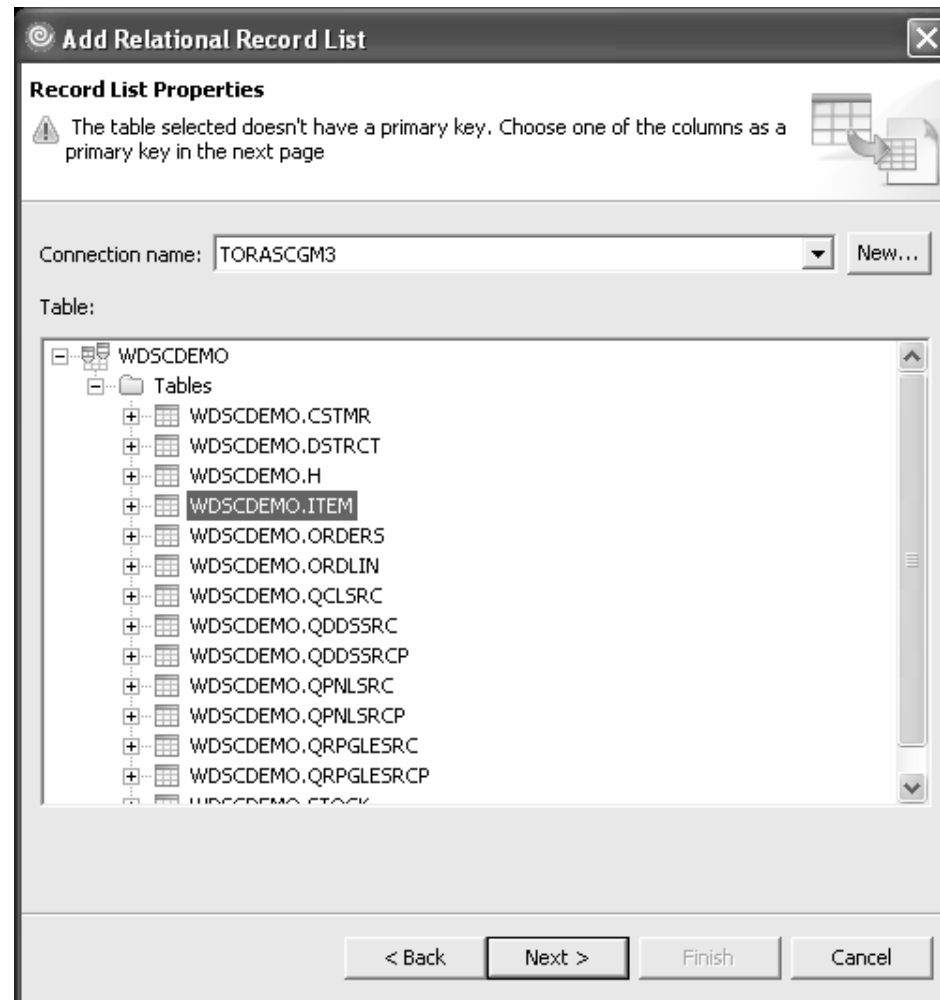 Add Relational Record List
Record List Properties
The table selected doesn't have a primary key. Choose one of the columns as a
primary key in the next page
Connection name: TORASCGM3 New...
Table:
WDSCDEMO
Tables
WDSCDEMO.CSTMR
WDSCDEMO.DSTRCT
WDSCDEMO.H
WDSCDEMO.ITEM
WDSCDEMO.ORDERS
WDSCDEMO.ORDLIN
WDSCDEMO.QCLSRC
WDSCDEMO.QDDSSRC
WDSCDEMO.QDDSSRCP
WDSCDEMO.QPNLSRC
WDSCDEMO.QPNLSRCP
WDSCDEMO.QRPGLESRC
WDSCDEMO.QRPGLESRCP
WDSCDEMO.STOCK
< Back Next > Finish Cancel